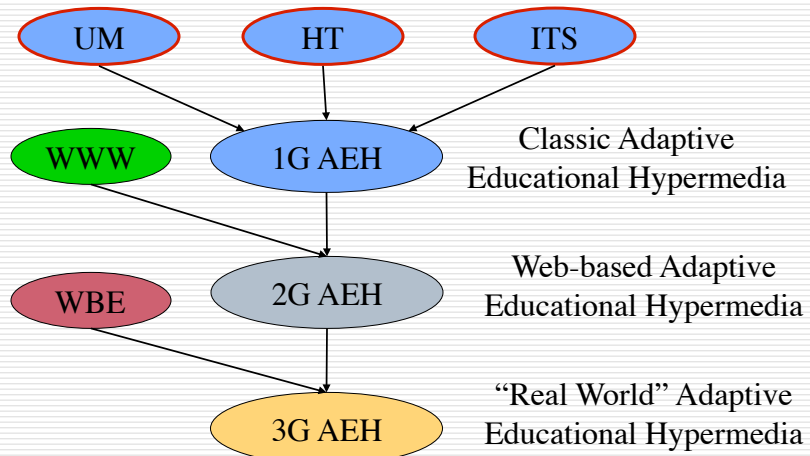 UM
HT
ITS
WWW
1G AEH
Classic Adaptive
Educational Hypermedia
WBE
2G AEH
Web-based Adaptive
Educational Hypermedia
3G AEH
“Real World” Adaptive
Educational Hypermedia